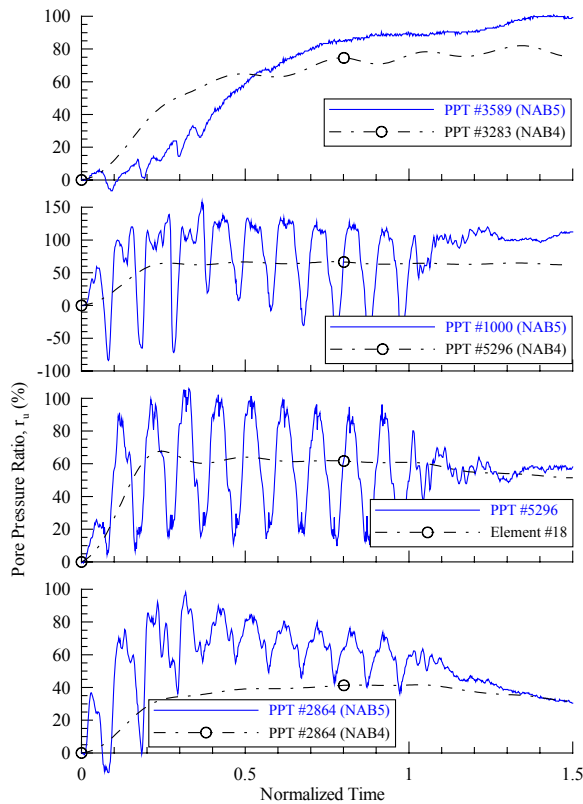 100
80
60
40
20
0
PPT #3589 (NAB5)
PPT #3283 (NAB4)
150
100
50
0
-50
-100
PPT #1000 (NAB5)
PPT #5296 (NAB4)
Pore Pressure Ratio, r_u (%)
100
80
60
40
20
0
PPT #5296
Element #18
100
80
60
40
20
0
PPT #2864 (NAB5)
PPT #2864 (NAB4)
0
0.5
1
1.5
Normalized Time